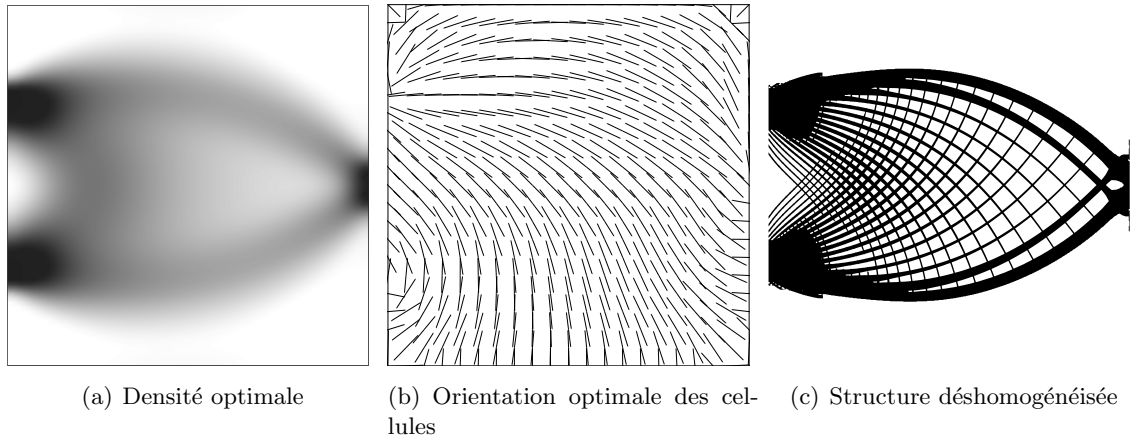 (a) Densité optimale
(b) Orientation optimale des cel-
lules
(c) Structure déshomogénéisée